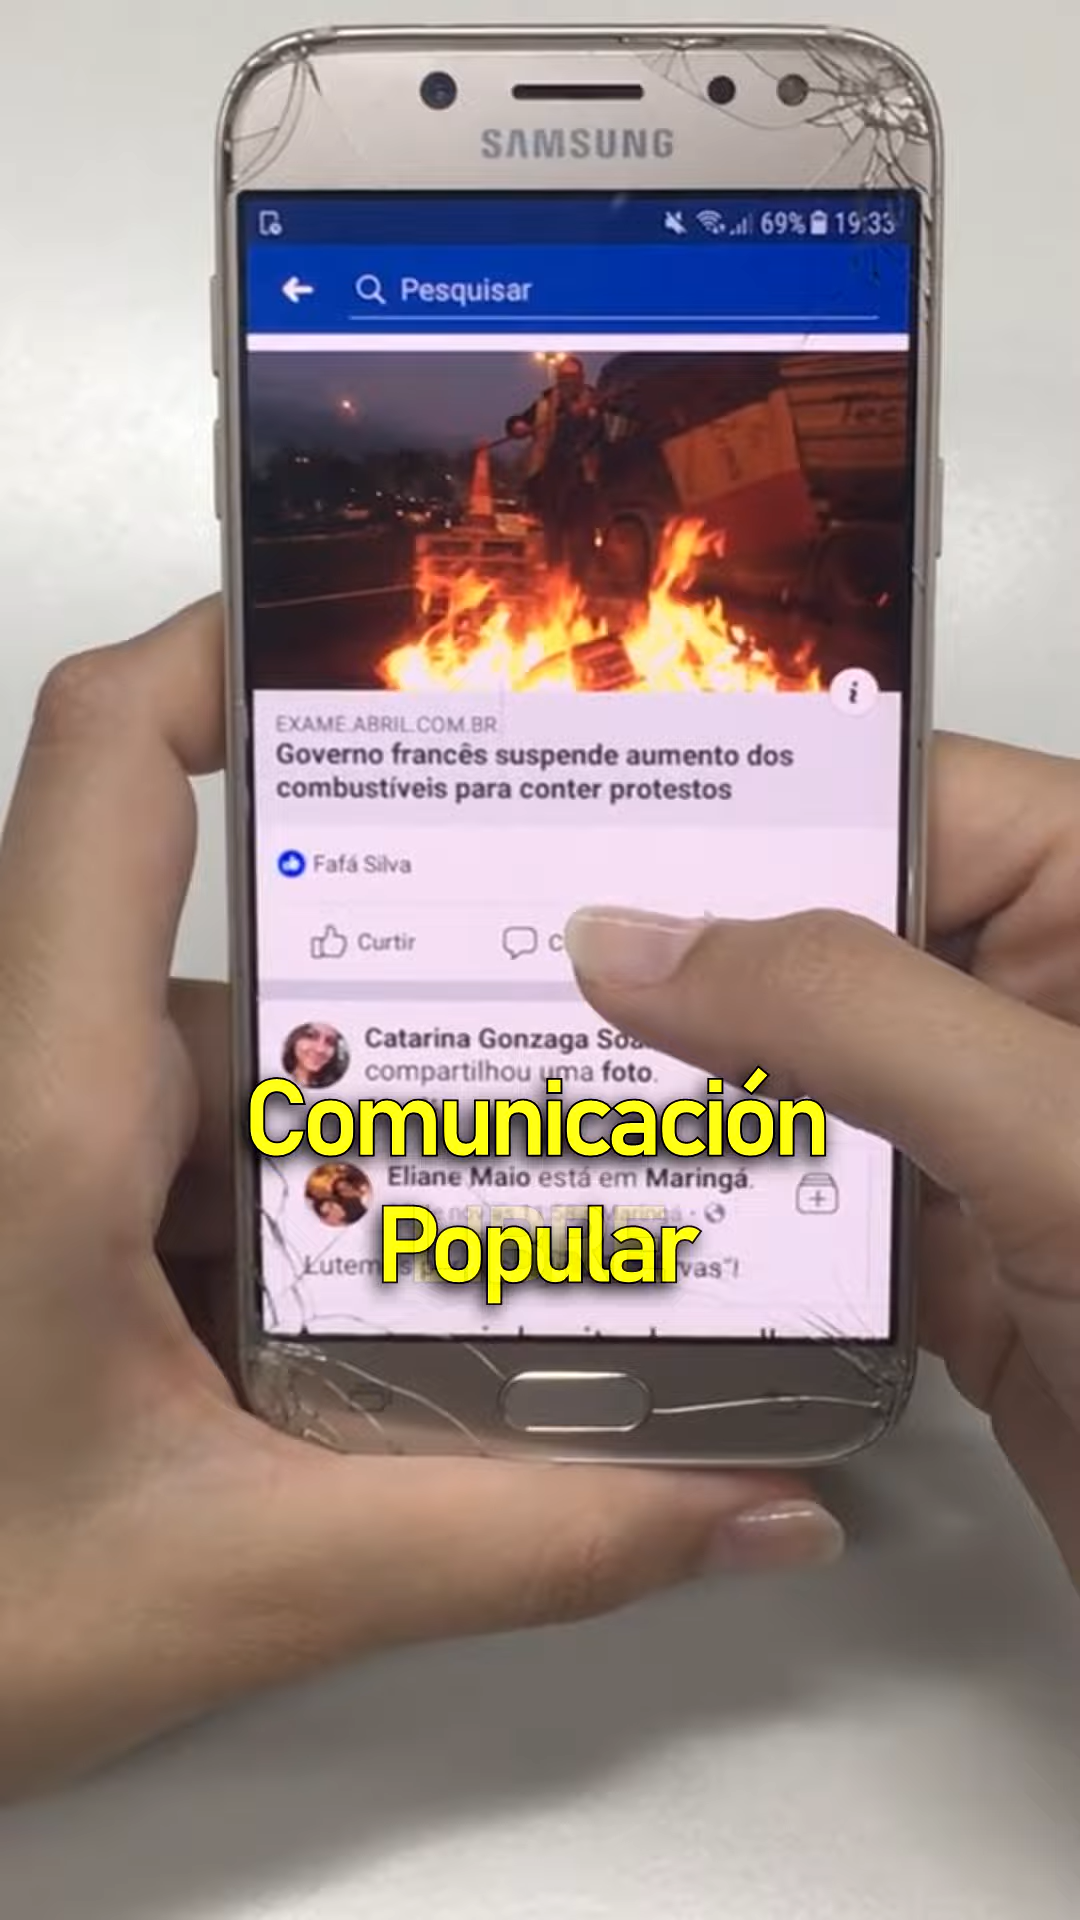 SAMSUNG
69% 19:33
Pesquisar
Tec
EXAME.ABRIL.COM.BR
Governo francês suspende aumento dos
combustíveis para conter protestos
Fafá Silva
Curtir
Catarina Gonzaga
compartilhou uma foto.
Comunicación
Eliane Maio está em Maringá.
Popular